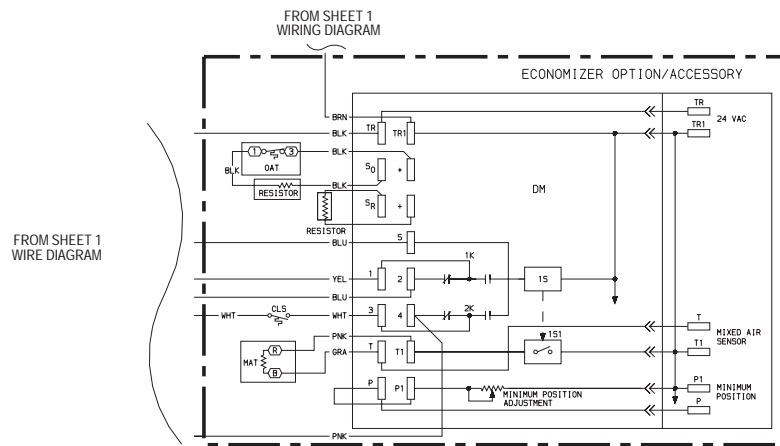 FROM SHEET 1
WIRING DIAGRAM
ECONOMIZER OPTION/ACCESSORY
BRN
BLK
TR
TR1
TR
24 VAC
TR1
BLK
1
3
OAT
BLK
RESISTOR
BLK
SO
+
SR
+
DM
RESISTOR
FROM SHEET 1
WIRE DIAGRAM
BLU
5
1K
YEL
1
2
1S
BLU
WHT
CLS
WHT
3
4
2K
PNK
1S1
T
MIXED AIR
SENSOR
T1
MAT
R
B
GRA
T
T1
P
P1
MINIMUM POSITION
ADJUSTMENT
P1
MINIMUM
POSITION
P
PNK